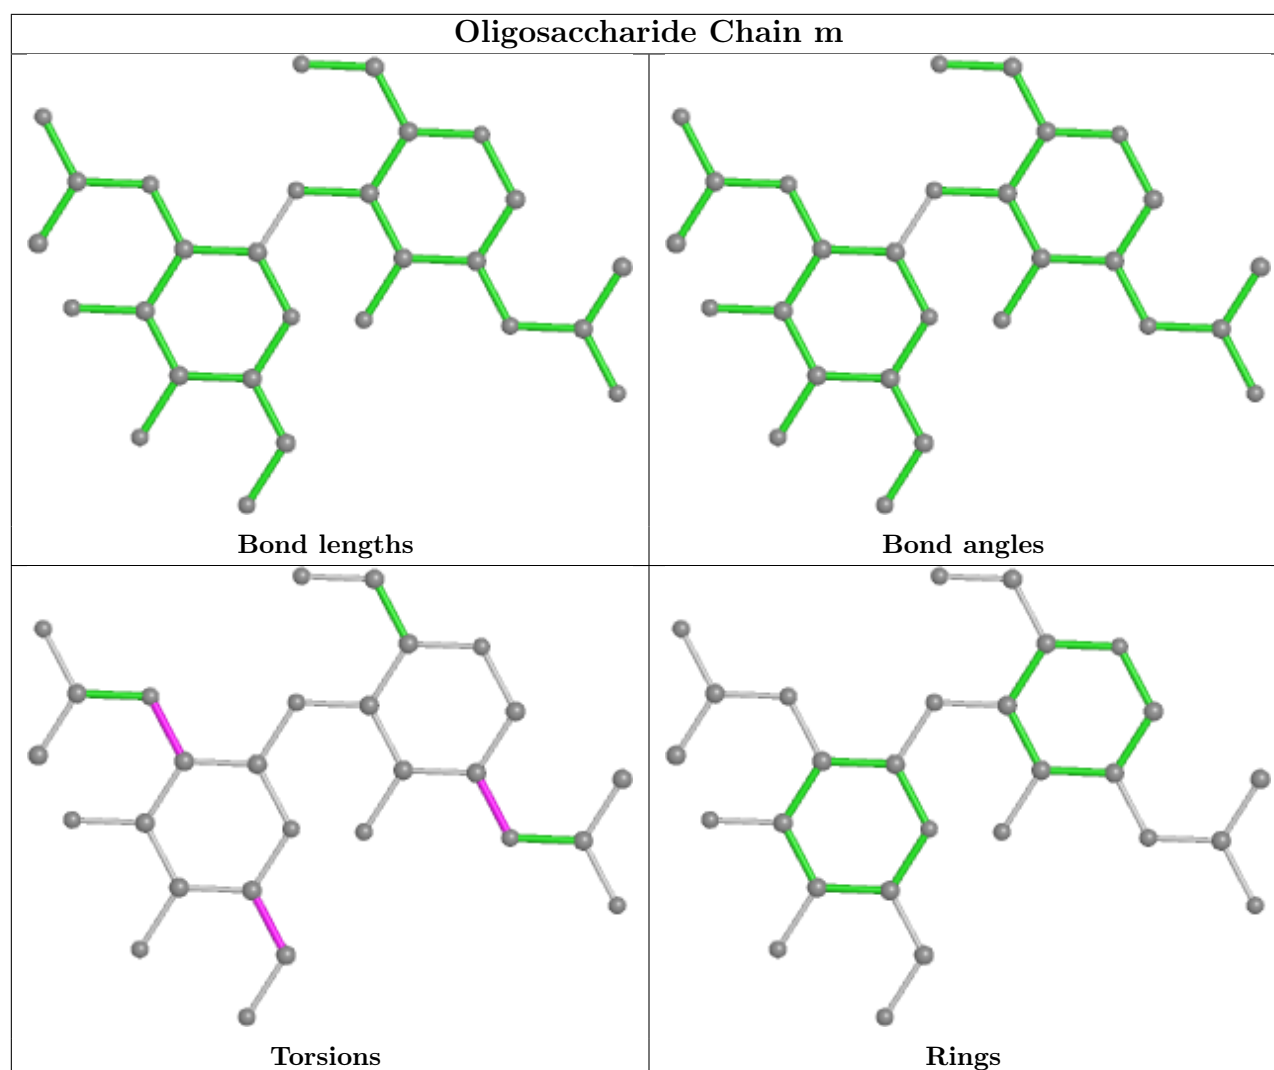 Oligosaccharide Chain m
Bond lengths
Bond angles
Torsions
Rings